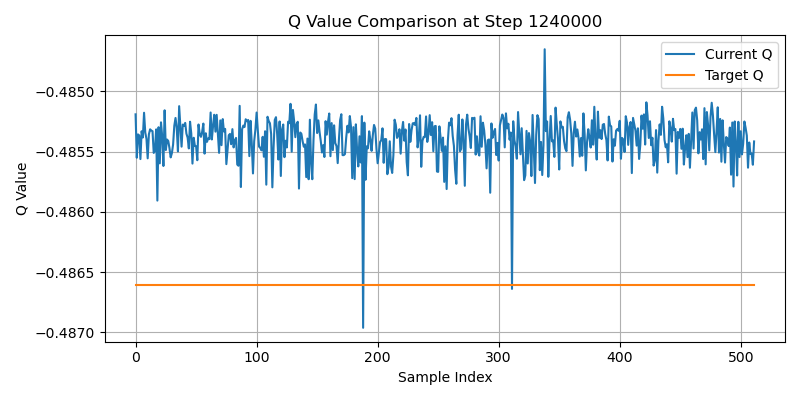 Q Value Comparison at Step 1240000
Current Q
Target Q
Q Value
−0.4850
−0.4855
−0.4860
−0.4865
−0.4870
0 100 200 300 400 500
Sample Index